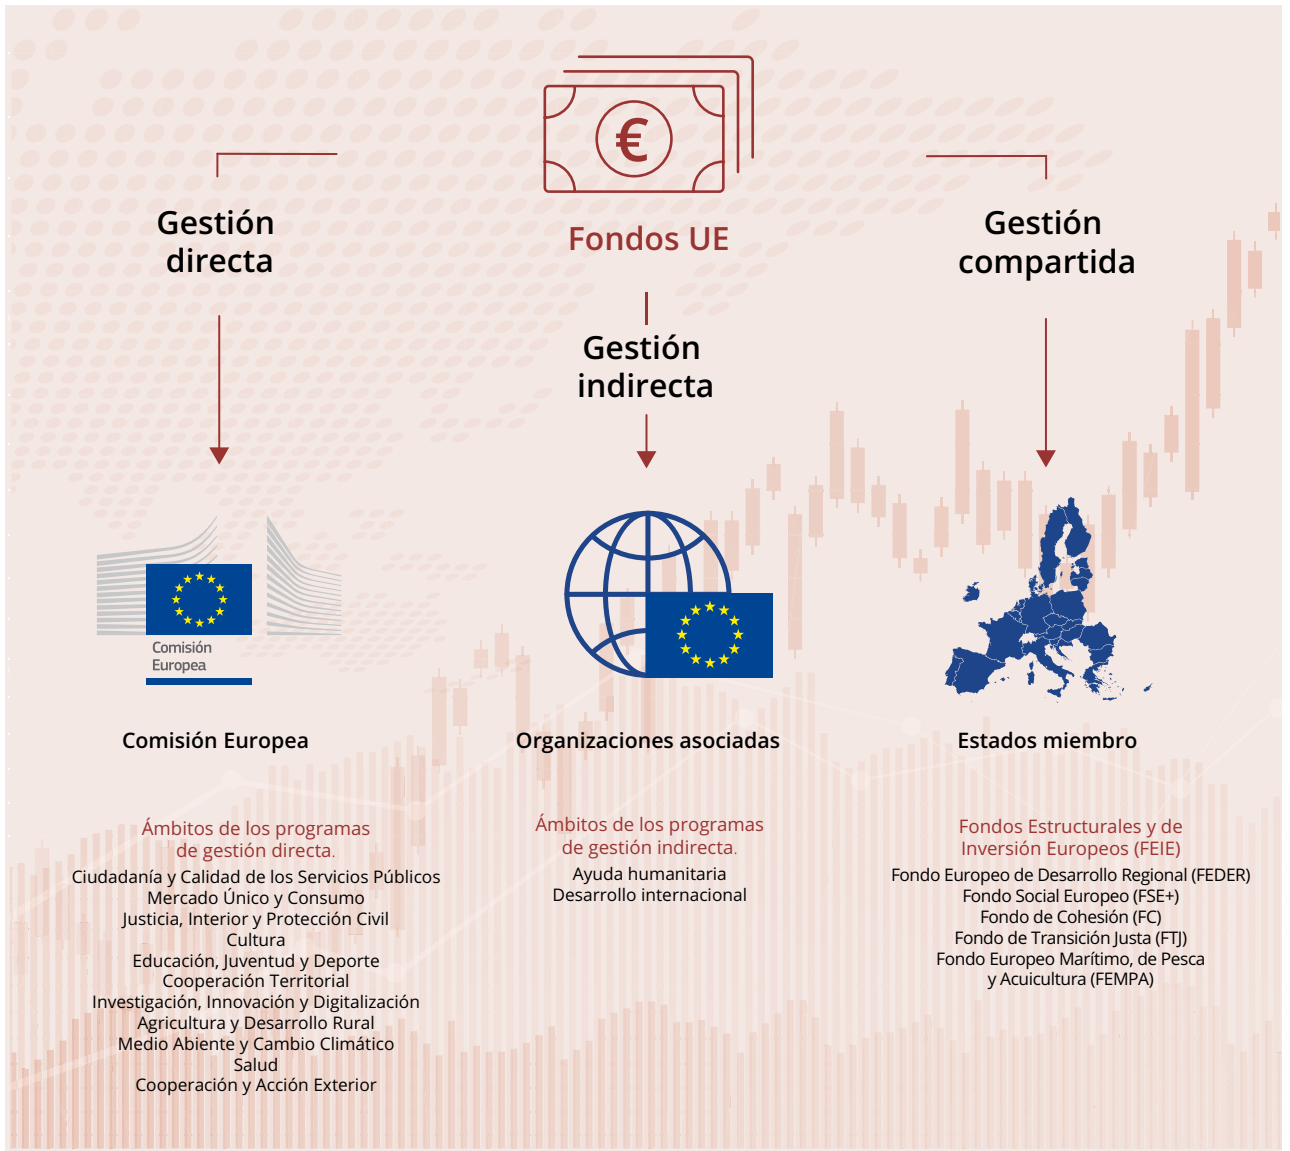 €
Fondos UE
Gestión
directa
Comisión
Europea
Comisión Europea
Ámbitos de los programas
de gestión directa.
Ciudadanía y Calidad de los Servicios Públicos
Mercado Único y Consumo
Justicia, Interior y Protección Civil
Cultura
Educación, Juventud y Deporte
Cooperación Territorial
Investigación, Innovación y Digitalización
Agricultura y Desarrollo Rural
Medio Abiente y Cambio Climático
Salud
Cooperación y Acción Exterior
Gestión
indirecta
Organizaciones asociadas
Ámbitos de los programas
de gestión indirecta.
Ayuda humanitaria
Desarrollo internacional
Gestión
compartida
Estados miembro
Fondos Estructurales y de
Inversión Europeos (FEIE)
Fondo Europeo de Desarrollo Regional (FEDER)
Fondo Social Europeo (FSE+)
Fondo de Cohesión (FC)
Fondo de Transición Justa (FTJ)
Fondo Europeo Marítimo, de Pesca
y Acuicultura (FEMPA)